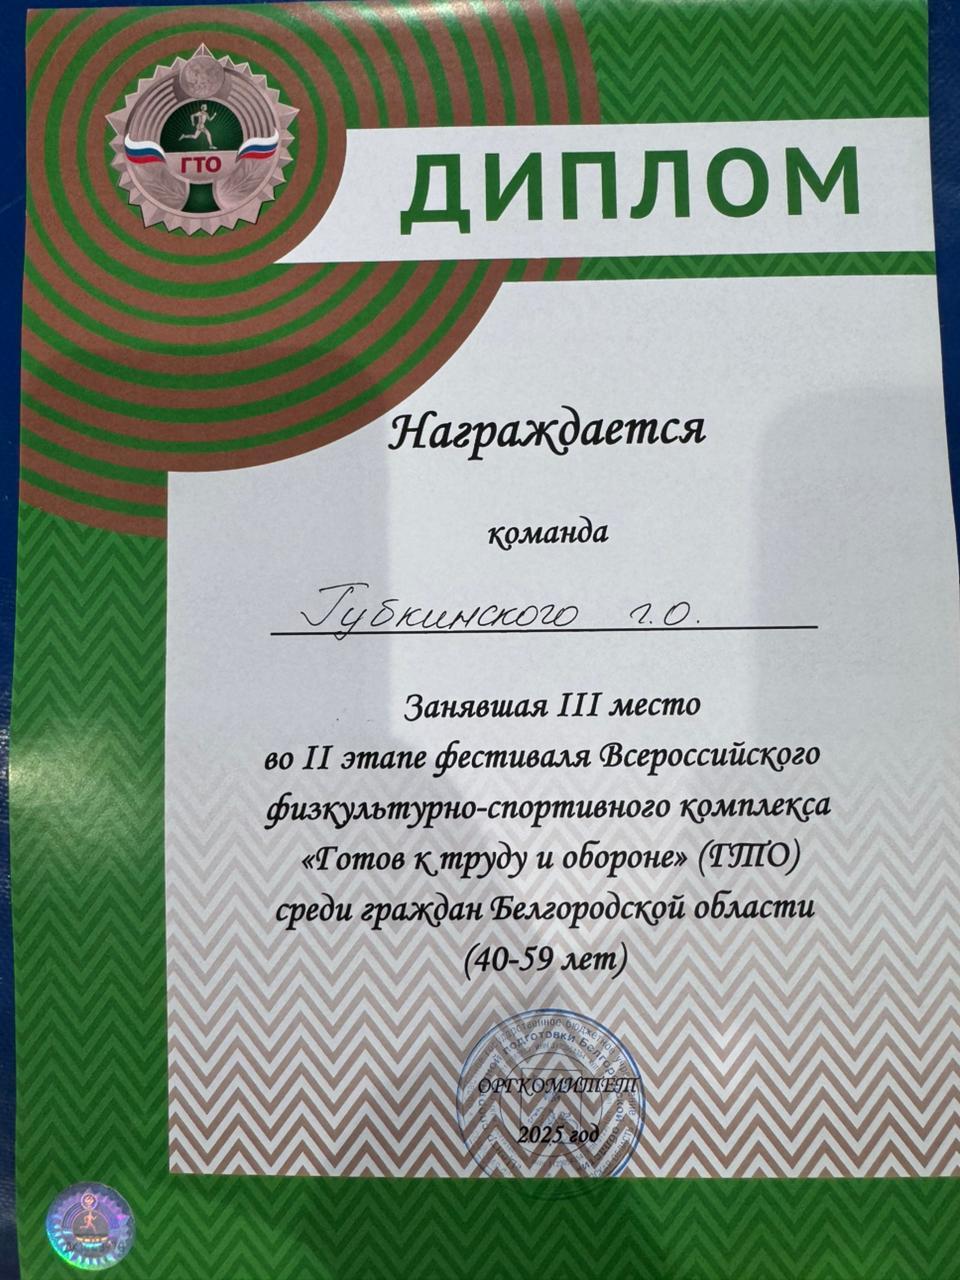 ГТО
ДИПЛОМ
Награждается
команда
Губкинского г.о.
Занявшая III место
во II этапе фестиваля Всероссийского
физкультурно-спортивного комплекса
«Готов к труду и обороне» (ГТО)
среди граждан Белгородской области
(40-59 лет)
ОРГКОМИТЕТ
2025 год